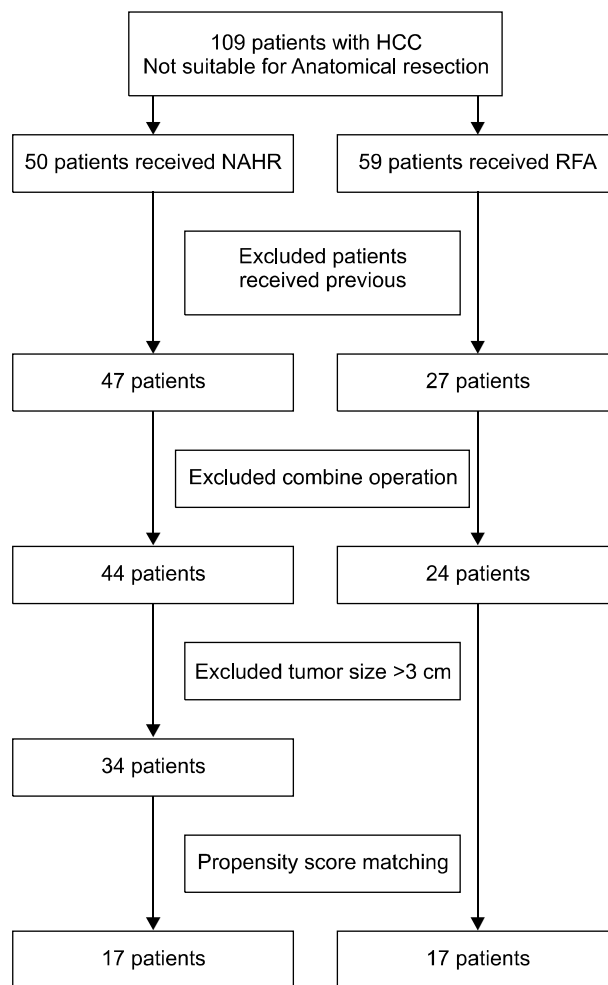 109 patients with HCC
Not suitable for Anatomical resection
50 patients received NAHR
59 patients received RFA
Excluded patients
received previous
47 patients
27 patients
Excluded combine operation
44 patients
24 patients
Excluded tumor size >3 cm
34 patients
Propensity score matching
17 patients
17 patients